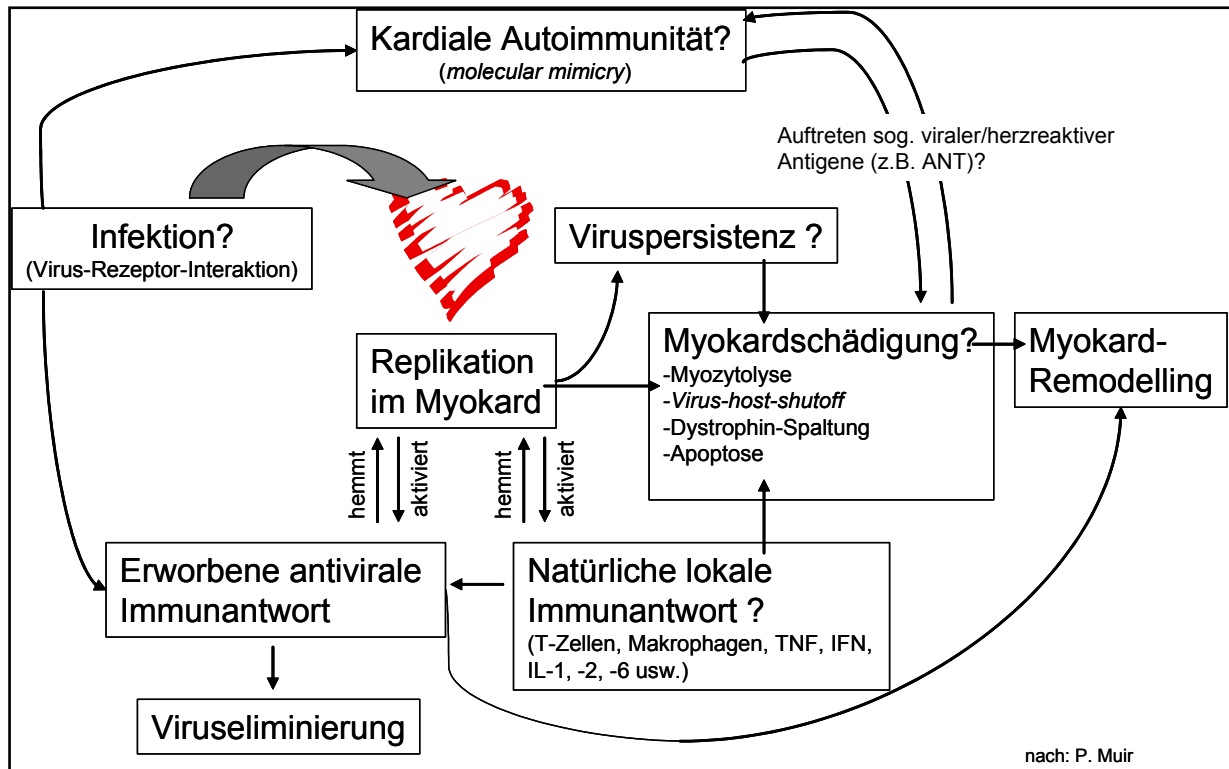 Kardiale Autoimmunität?
(molecular mimicry)
Auftreten sog. viraler/herzreaktiver
Antigene (z.B. ANT)?
Infektion?
(Virus-Rezeptor-Interaktion)
Viruspersistenz ?
Replikation
im Myokard
Myokardschädigung?
-Myozytolyse
-Virus-host-shutoff
-Dystrophin-Spaltung
-Apoptose
Myokard-
Remodelling
hemmt
aktiviert
hemmt
aktiviert
Erworbene antivirale
Immunantwort
Natürliche lokale
Immunantwort ?
(T-Zellen, Makrophagen, TNF, IFN,
IL-1, -2, -6 usw.)
Viruseliminierung
nach: P. Muir